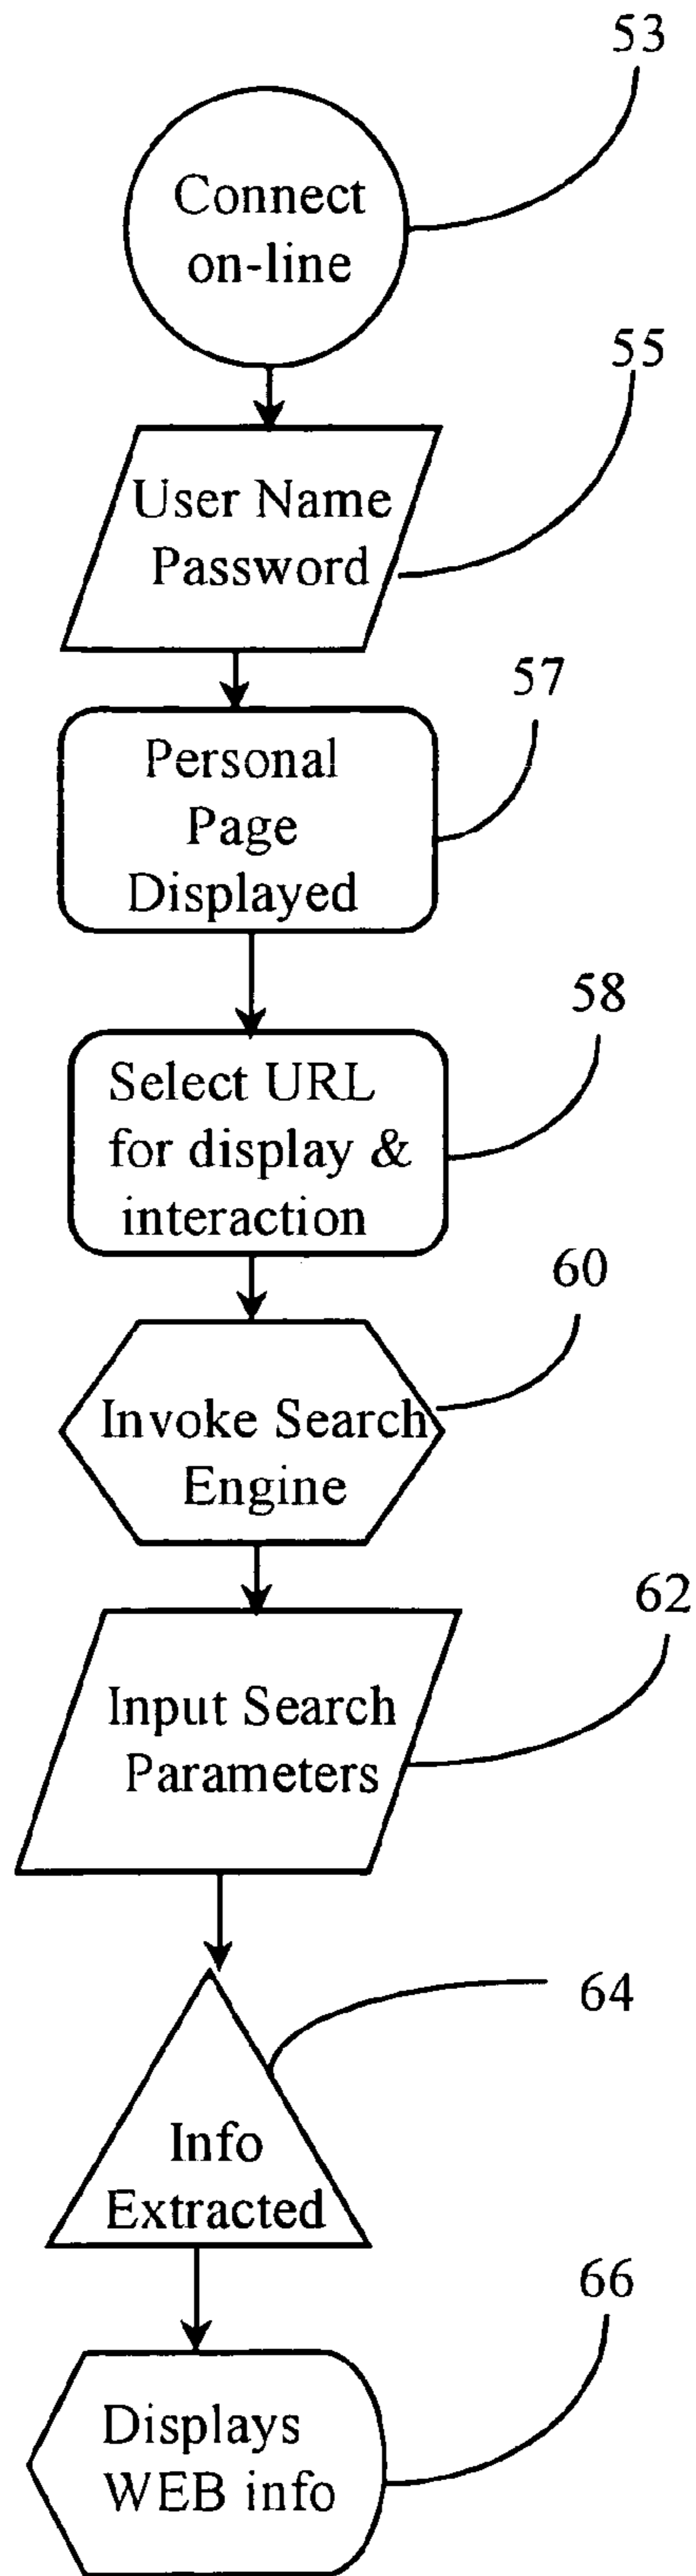 53
Connect
on-line
55
User Name
Password
57
Personal
Page
Displayed
58
Select URL
for display &
interaction
60
Invoke Search
Engine
62
Input Search
Parameters
64
Info
Extracted
66
Displays
WEB info